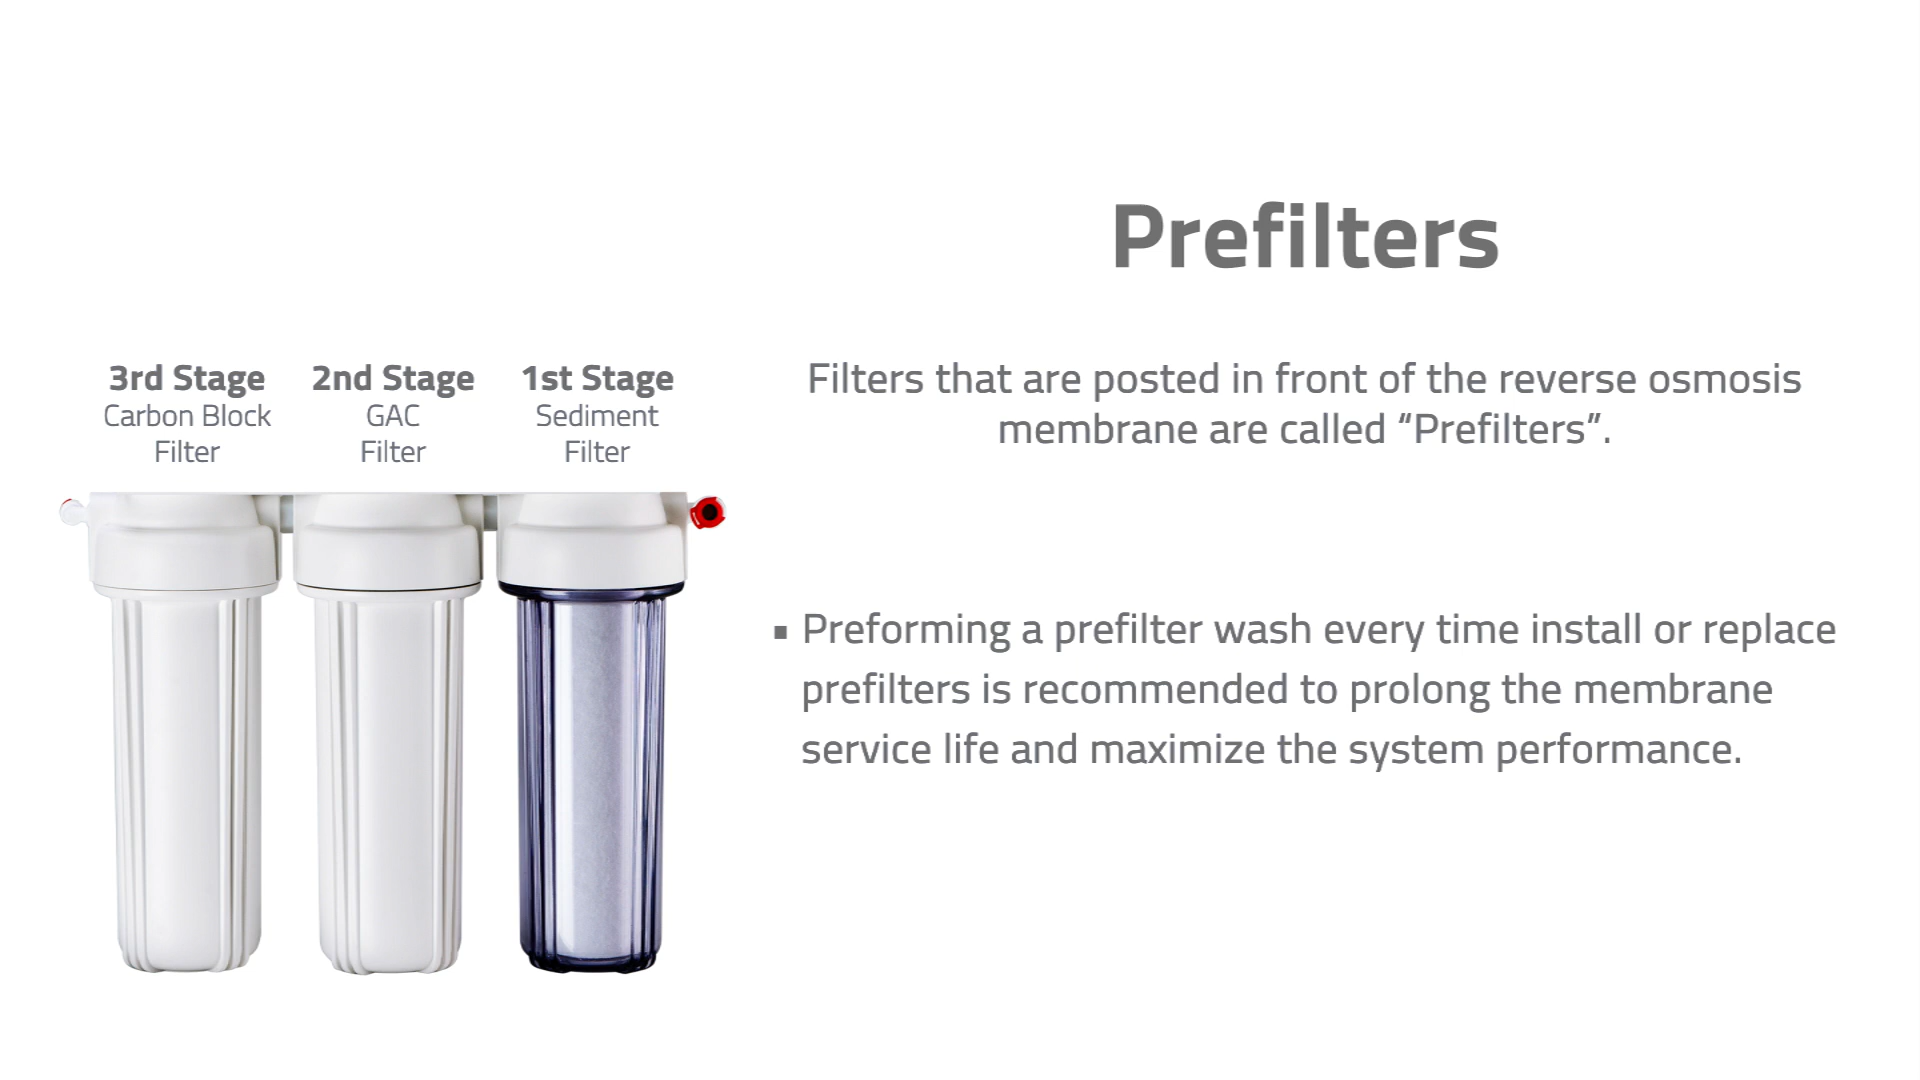 Prefilters
3rd Stage
Carbon Block
Filter
2nd Stage
GAC
Filter
1st Stage
Sediment
Filter
Filters that are posted in front of the reverse osmosis
membrane are called “Prefilters”.
▪ Preforming a prefilter wash every time install or replace
prefilters is recommended to prolong the membrane
service life and maximize the system performance.